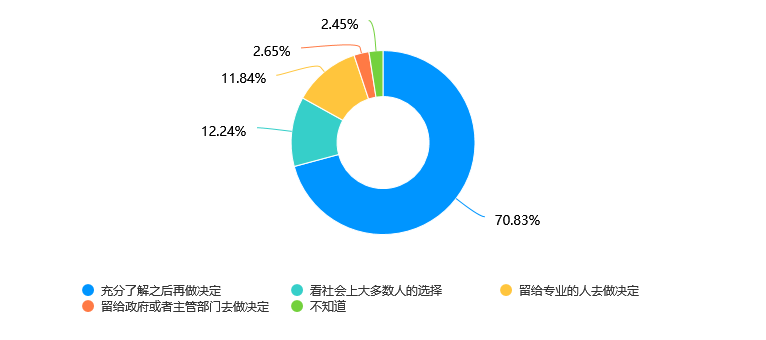 2.45%
2.65%
11.84%
12.24%
70.83%
充分了解之后再做决定
看社会上大多数人的选择
留给专业的人去做决定
留给政府或者主管部门去做决定
不知道